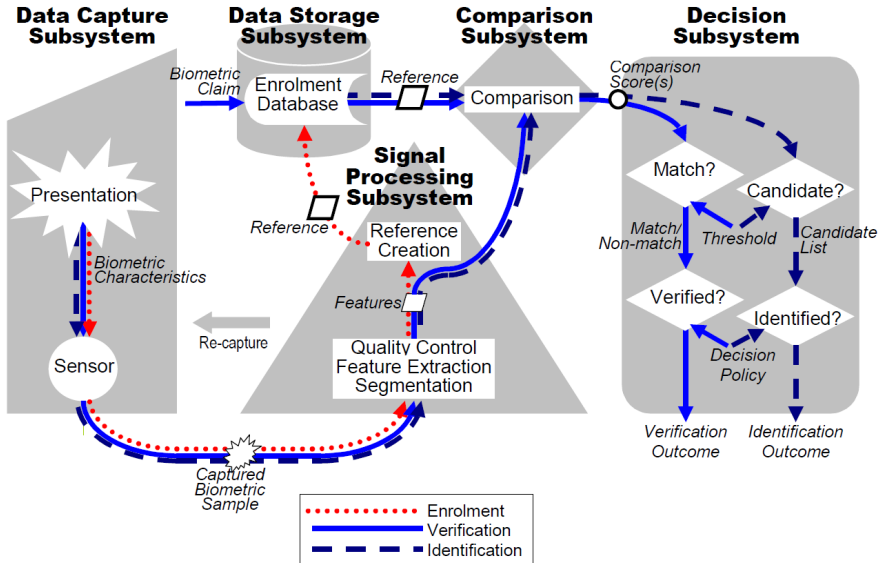 Data Capture
Subsystem
Data Storage
Subsystem
Comparison
Subsystem
Decision
Subsystem
Biometric
Claim
Enrolment
Database
Reference
Comparison
Comparison
Score(s)
Signal
Processing
Subsystem
Presentation
Match?
Candidate?
Reference
Reference
Creation
Match/
Non-match
Threshold
Candidate
List
Biometric
Characteristics
Features
Verified?
Identified?
Re-capture
Sensor
Quality Control
Feature Extraction
Segmentation
Decision
Policy
Verification
Outcome
Identification
Outcome
Captured
Biometric
Sample
Enrolment
Verification
Identification